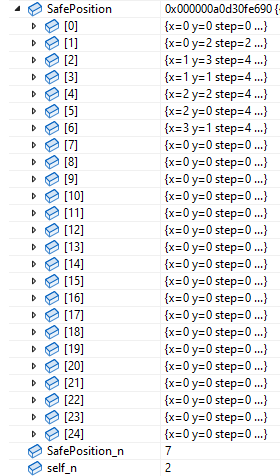 SafePosition 0x000000a0d30fe690 {
[0] {x=0 y=0 step=0 ...}
[1] {x=0 y=2 step=2 ...}
[2] {x=1 y=3 step=4 ...}
[3] {x=1 y=1 step=4 ...}
[4] {x=2 y=2 step=4 ...}
[5] {x=2 y=0 step=4 ...}
[6] {x=3 y=1 step=4 ...}
[7] {x=0 y=0 step=0 ...}
[8] {x=0 y=0 step=0 ...}
[9] {x=0 y=0 step=0 ...}
[10] {x=0 y=0 step=0 ...}
[11] {x=0 y=0 step=0 ...}
[12] {x=0 y=0 step=0 ...}
[13] {x=0 y=0 step=0 ...}
[14] {x=0 y=0 step=0 ...}
[15] {x=0 y=0 step=0 ...}
[16] {x=0 y=0 step=0 ...}
[17] {x=0 y=0 step=0 ...}
[18] {x=0 y=0 step=0 ...}
[19] {x=0 y=0 step=0 ...}
[20] {x=0 y=0 step=0 ...}
[21] {x=0 y=0 step=0 ...}
[22] {x=0 y=0 step=0 ...}
[23] {x=0 y=0 step=0 ...}
[24] {x=0 y=0 step=0 ...}
SafePosition_n 7
self_n 2